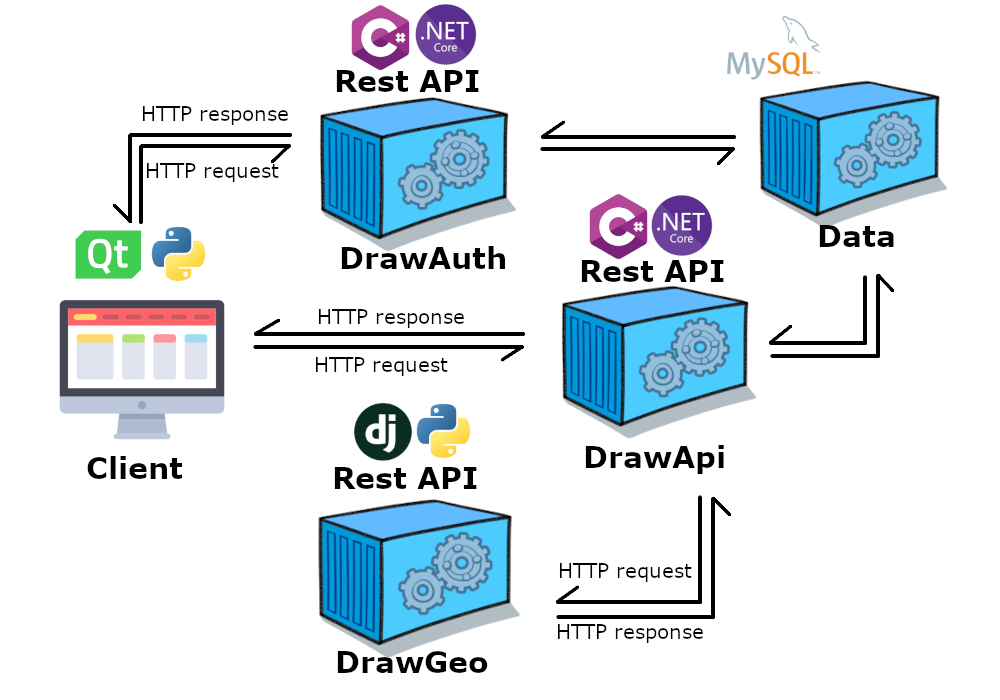 C#
.NET
Core
Rest API
MySQL
HTTP response
HTTP request
DrawAuth
Data
Qt
C#
.NET
Core
Rest API
HTTP response
HTTP request
Client
DrawApi
dj
Rest API
HTTP request
HTTP response
DrawGeo